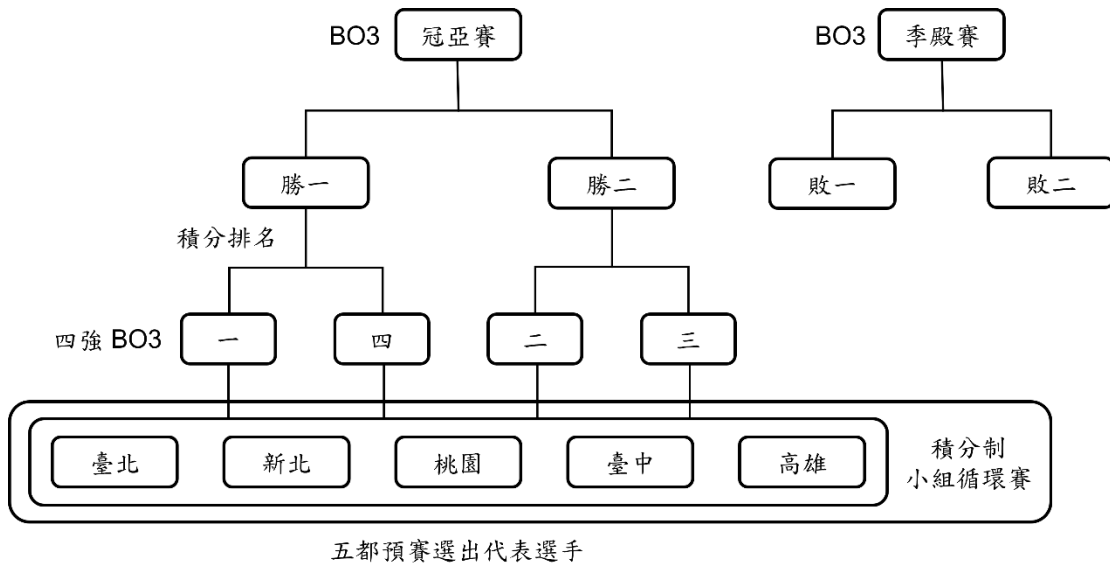 BO3
冠亞賽
BO3
季殿賽
勝一
勝二
敗一
敗二
積分排名
四強 BO3
一
四
二
三
臺北
新北
桃園
臺中
高雄
積分制
小組循環賽
五都預賽選出代表選手